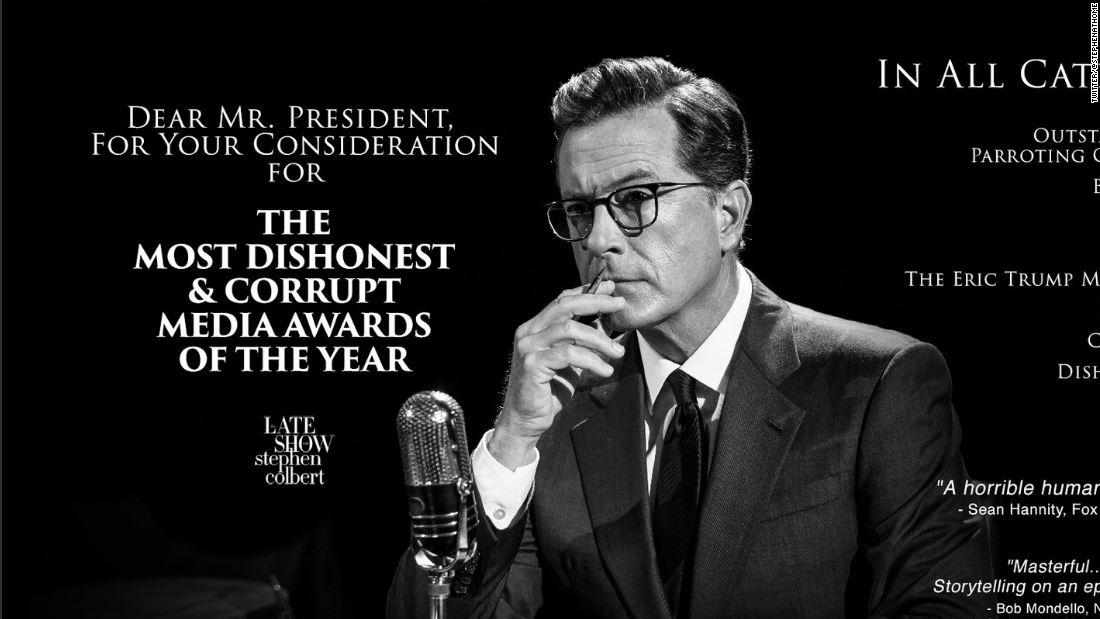 DEAR MR. PRESIDENT,
FOR YOUR CONSIDERATION
FOR
THE
MOST DISHONEST
& CORRUPT
MEDIA AWARDS
OF THE YEAR
LATE
SHOW
stephen
colbert
IN ALL CAT
OUTSTA
PARROTING
THE ERIC TRUMP M
DISH
"A horrible human
- Sean Hannity, Fox
"Masterful..
Storytelling on an ep
- Bob Mondello, N
TWITTER/@STEPHENATHOME